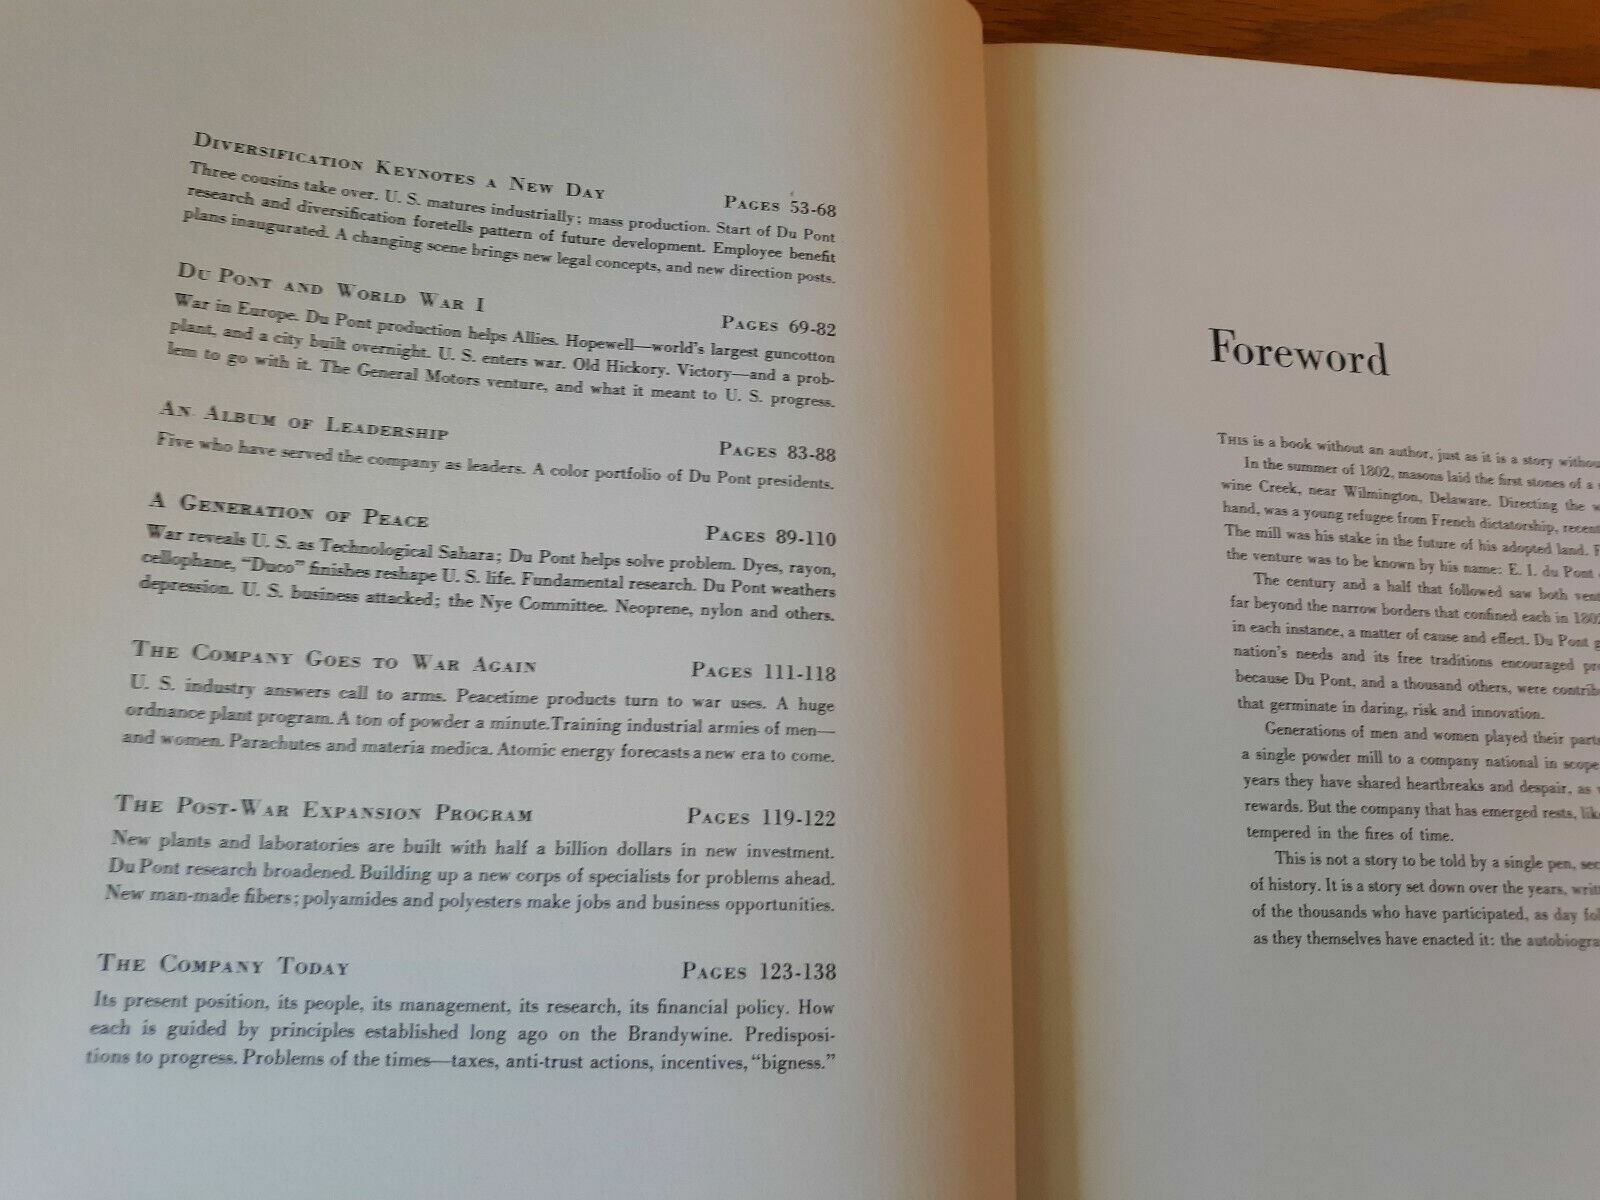 Diversification Keynotes a New Day Pages 53-68
Three cousins take over. U. S. matures industrially; mass production. Start of Du Pont
research and diversification foretells pattern of future development. Employee benefit
plans inaugurated. A changing scene brings new legal concepts, and new direction posts.
Du Pont and World War I Pages 69-82
War in Europe. Du Pont production helps Allies. Hopewell—world's largest guncotton
plant, and a city built overnight. U. S. enters war. Old Hickory. Victory—and a prob-
lem to go with it. The General Motors venture, and what it meant to U. S. progress.
An Album of Leadership Pages 83-88
Five who have served the company as leaders. A color portfolio of Du Pont presidents.
A Generation of Peace Pages 89-110
War reveals U. S. as Technological Sahara; Du Pont helps solve problem. Dyes, rayon,
cellophane, “Duco” finishes reshape U. S. life. Fundamental research. Du Pont weathers
depression. U. S. business attacked; the Nye Committee. Neoprene, nylon and others.
The Company Goes to War Again Pages 111-118
U. S. industry answers call to arms. Peacetime products turn to war uses. A huge
ordnance plant program. A ton of powder a minute. Training industrial armies of men—
and women. Parachutes and materia medica. Atomic energy forecasts a new era to come.
The Post-War Expansion Program Pages 119-122
New plants and laboratories are built with half a billion dollars in new investment.
Du Pont research broadened. Building up a new corps of specialists for problems ahead.
New man-made fibers; polyamides and polyesters make jobs and business opportunities.
The Company Today Pages 123-138
Its present position, its people, its management, its research, its financial policy. How
each is guided by principles established long ago on the Brandywine. Predisposi-
tions to progress. Problems of the times—taxes, anti-trust actions, incentives, “bigness.”
Foreword
This is a book without an author, just as it is a story
In the summer of 1802, masons laid the first stones of a
wine Creek, near Wilmington, Delaware. Directing the
hand, was a young refugee from French dictatorship,
The mill was his stake in the future of his adopted land.
the venture was to be known by his name: E. I. du Pont
The century and a half that followed saw both
far beyond the narrow borders that confined each in 1802
in each instance, a matter of cause and effect. Du Pont
nation's needs and its free traditions encouraged
because Du Pont, and a thousand others, were
that germinate in daring, risk and innovation.
Generations of men and women played their
a single powder mill to a company national in scope
years they have shared heartbreaks and despair, as
rewards. But the company that has emerged rests,
tempered in the fires of time.
This is not a story to be told by a single pen,
of history. It is a story set down over the years,
of the thousands who have participated, as day
as they themselves have enacted it: the